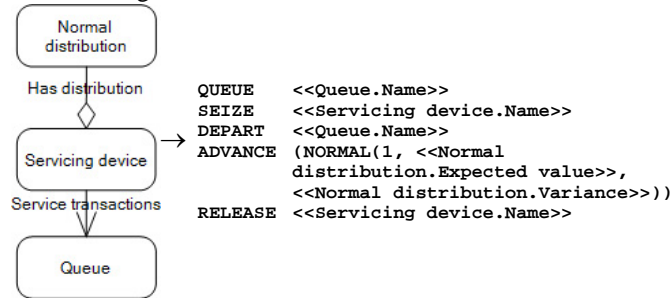 Normal
distribution
Has distribution
Servicing device
Service transactions
Queue
→
QUEUE <<Queue.Name>>
SEIZE <<Servicing device.Name>>
DEPART <<Queue.Name>>
ADVANCE (NORMAL(1, <<Normal
distribution.Expected value>>,
<<Normal distribution.Variance>>))
RELEASE <<Servicing device.Name>>